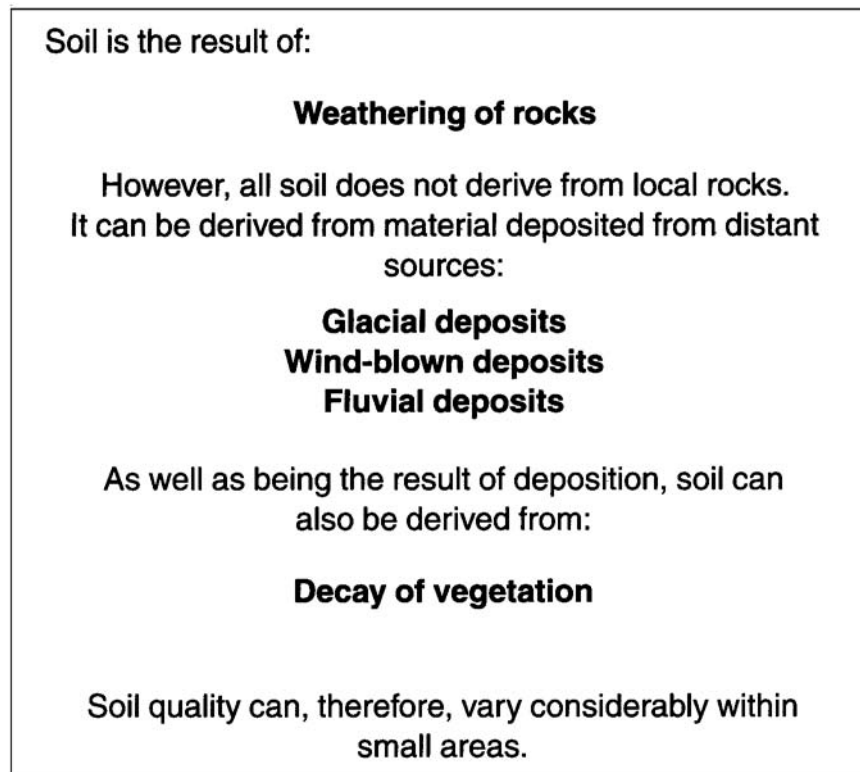 Soil is the result of:
Weathering of rocks
However, all soil does not derive from local rocks.
It can be derived from material deposited from distant
sources:
Glacial deposits
Wind-blown deposits
Fluvial deposits
As well as being the result of deposition, soil can
also be derived from:
Decay of vegetation
Soil quality can, therefore, vary considerably within
small areas.